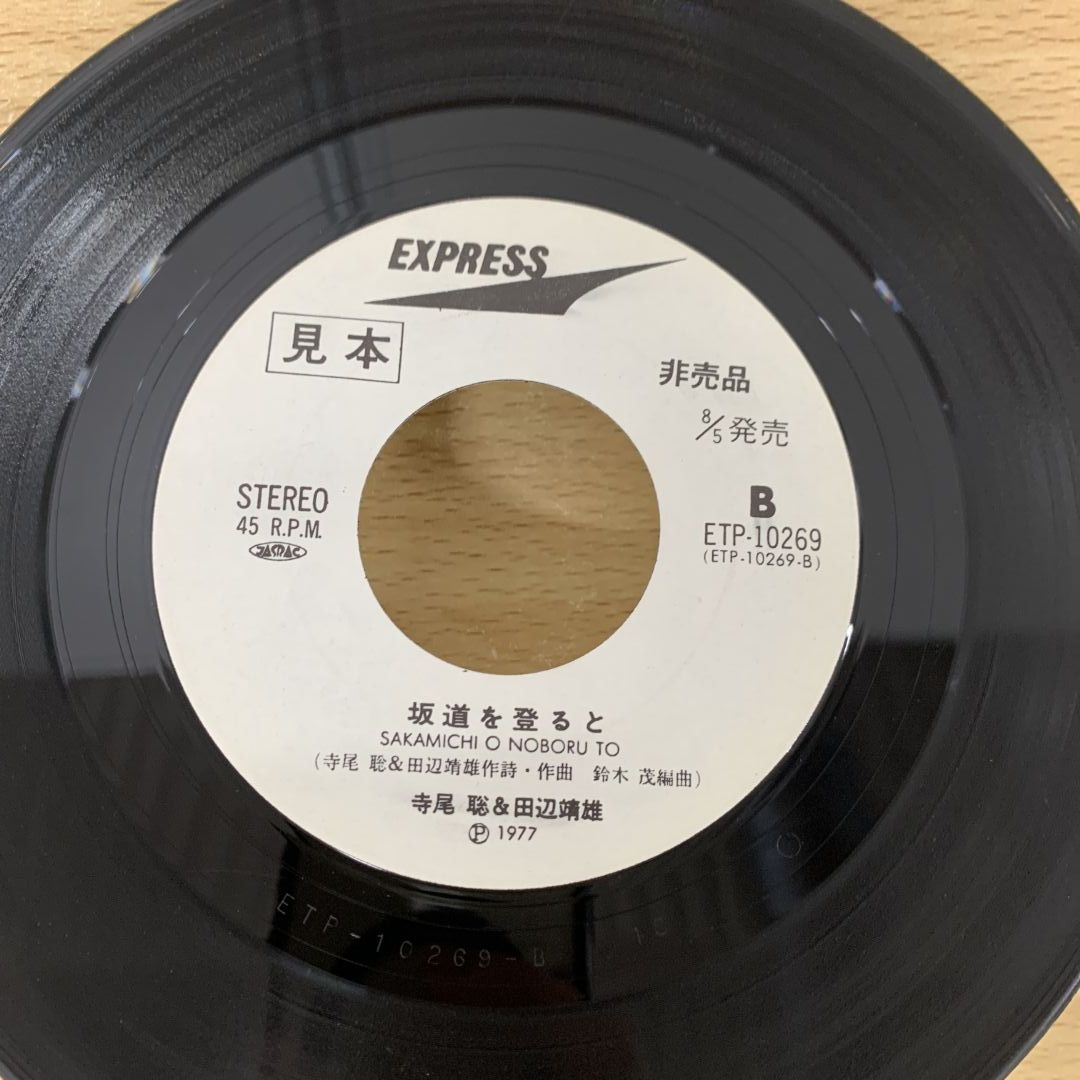 EXPRESS
見本
非売品
8/5発売
STEREO
45 R.P.M.
JASRAC
B
ETP-10269
(ETP-10269-B)
坂道を登ると
SAKAMICHI O NOBORU TO
(寺尾 聡&田辺靖雄作詩・作曲 鈴木 茂編曲)
寺尾 聡&田辺靖雄
Ⓟ 1977
ETP-10269-B